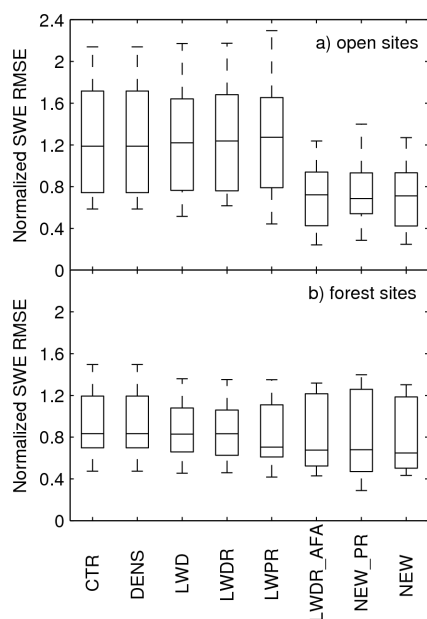 2.4
a) open sites
2
1.6
1.2
0.8
0.4
0
Normalized SWE RMSE
b) forest sites
2
1.6
1.2
0.8
0.4
0
Normalized SWE RMSE
CTR
DENS
LWD
LWDR
LWPR
LWDR_AFA
NEW_PR
NEW